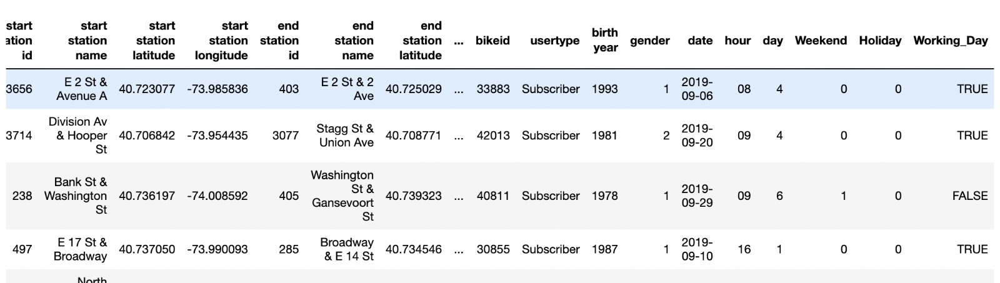 start start start start end end end
ation station station station station station station ... bikeid usertype birth year gender date hour day Weekend Holiday Working_Day
id name latitude longitude id name latitude
3656 E 2 St & Avenue A 40.723077 -73.985836 403 E 2 St & 2 Ave 40.725029 ... 33883 Subscriber 1993 1 2019-09-06 08 4 0 0 TRUE
3714 Division Av & Hooper St 40.706842 -73.954435 3077 Stagg St & Union Ave 40.708771 ... 42013 Subscriber 1981 2 2019-09-20 09 4 0 0 TRUE
238 Bank St & Washington St 40.736197 -74.008592 405 Washington St & Gansevoort St 40.739323 ... 40811 Subscriber 1978 1 2019-09-29 09 6 1 0 FALSE
497 E 17 St & Broadway 40.737050 -73.990093 285 Broadway & E 14 St 40.734546 ... 30855 Subscriber 1987 1 2019-09-10 16 1 0 0 TRUE
North